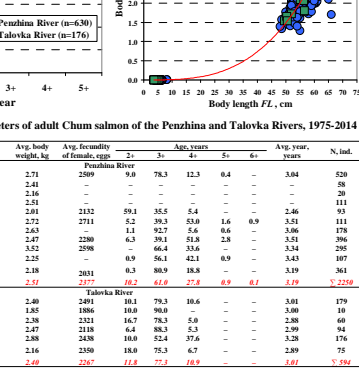 Penzhina River (n=630)
Talovka River (n=176)
3+ 4+ 5+
2.0
1.5
1.0
0.5
0.0
0 5 10 15 20 25 30 35 40 45 50 55 60 65 70 75
Body length FL , cm
of adult Chum salmon of the Penzhina and Talovka Rivers, 1975-2014
Avg. body weight, kg Avg. fecundity of female, eggs Age, years Avg. year, years N, ind.
2+ 3+ 4+ 5+ 6+
Penzhina River
2.71 2509 9.0 78.3 12.3 0.4 – 3.04 520
2.41 – – – – – – – 58
2.16 – – – – – – – 20
2.51 – – – – – – – 111
2.01 2132 59.1 35.5 5.4 – – 2.46 93
2.72 2711 5.2 39.3 53.0 1.6 0.9 3.51 111
2.63 – 1.1 92.7 5.6 0.6 – 3.06 178
2.47 2280 6.3 39.1 51.8 2.8 – 3.51 396
3.52 2598 – 66.4 33.6 – – 3.34 295
2.25 – 0.9 56.1 42.1 0.9 – 3.43 107
2.18 2031 0.3 80.9 18.8 – – 3.19 361
2.51 2377 10.2 61.0 27.8 0.9 0.1 3.19 ∑ 2250
Talovka River
2.40 2491 10.1 79.3 10.6 – – 3.01 179
1.85 1886 10.0 90.0 – – – 3.00 10
2.38 2321 16.7 78.3 5.0 – – 2.88 60
2.47 2118 6.4 88.3 5.3 – – 2.99 94
2.88 2438 10.0 52.4 37.6 – – 3.28 176
2.16 2350 18.0 75.3 6.7 – – 2.89 75
2.40 2267 11.8 77.3 10.9 – – 3.01 ∑ 594